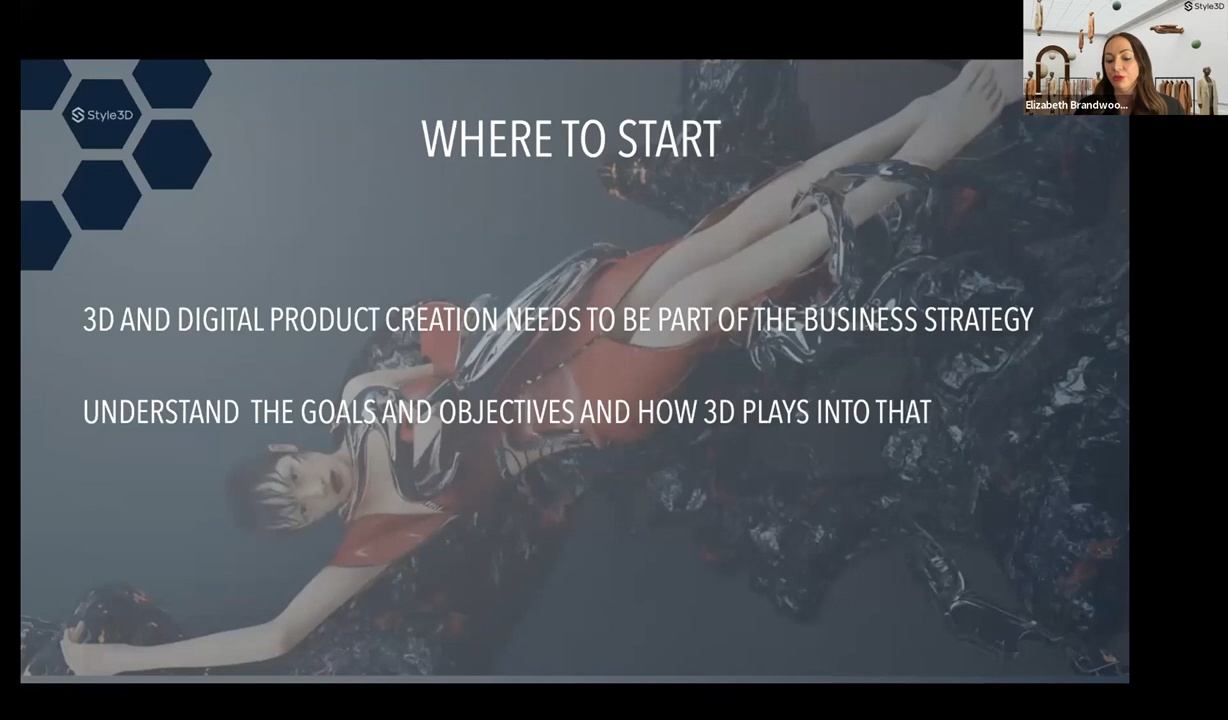 Style3D
Elizabeth Brandwoo...
Style3D
WHERE TO START
3D AND DIGITAL PRODUCT CREATION NEEDS TO BE PART OF THE BUSINESS STRATEGY
UNDERSTAND THE GOALS AND OBJECTIVES AND HOW 3D PLAYS INTO THAT